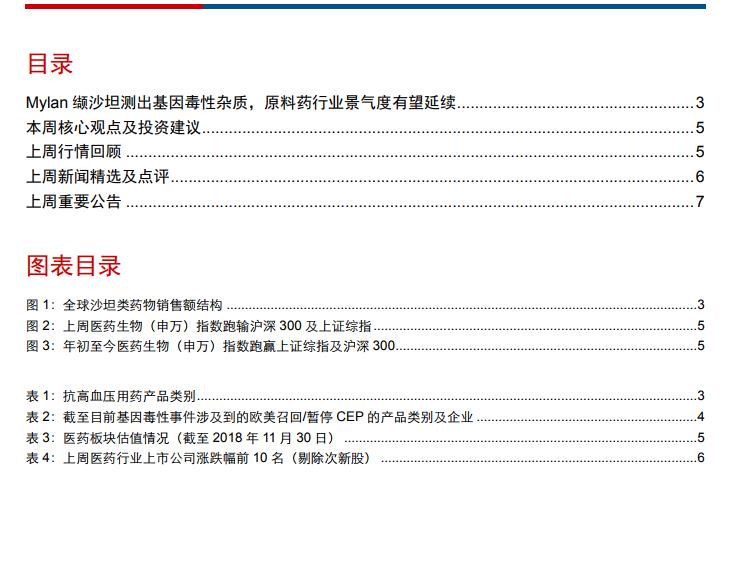 目录
Mylan 缬沙坦测出基因毒性杂质，原料药行业景气度有望延续........................................3
本周核心观点及投资建议........................................5
上周行情回顾 ........................................5
上周新闻精选及点评........................................6
上周重要公告 ........................................7
图表目录
图 1：全球沙坦类药物销售额结构 ........................................3
图 2：上周医药生物（申万）指数跑输沪深 300 及上证综指........................................5
图 3：年初至今医药生物（申万）指数跑赢上证综指及沪深 300........................................5
表 1：抗高血压用药产品类别........................................3
表 2：截至目前基因毒性事件涉及到的欧美召回/暂停 CEP 的产品类别及企业 ........................................4
表 3：医药板块估值情况（截至 2018 年 11 月 30 日） ........................................5
表 4：上周医药行业上市公司涨跌幅前 10 名（剔除次新股） ........................................6